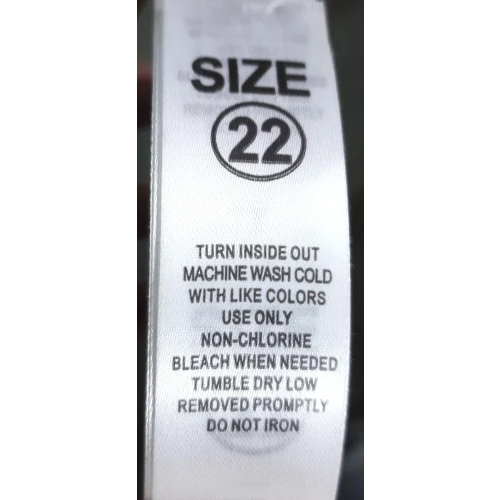 SIZE
22
TURN INSIDE OUT
MACHINE WASH COLD
WITH LIKE COLORS
USE ONLY
NON-CHLORINE
BLEACH WHEN NEEDED
TUMBLE DRY LOW
REMOVED PROMPTLY
DO NOT IRON